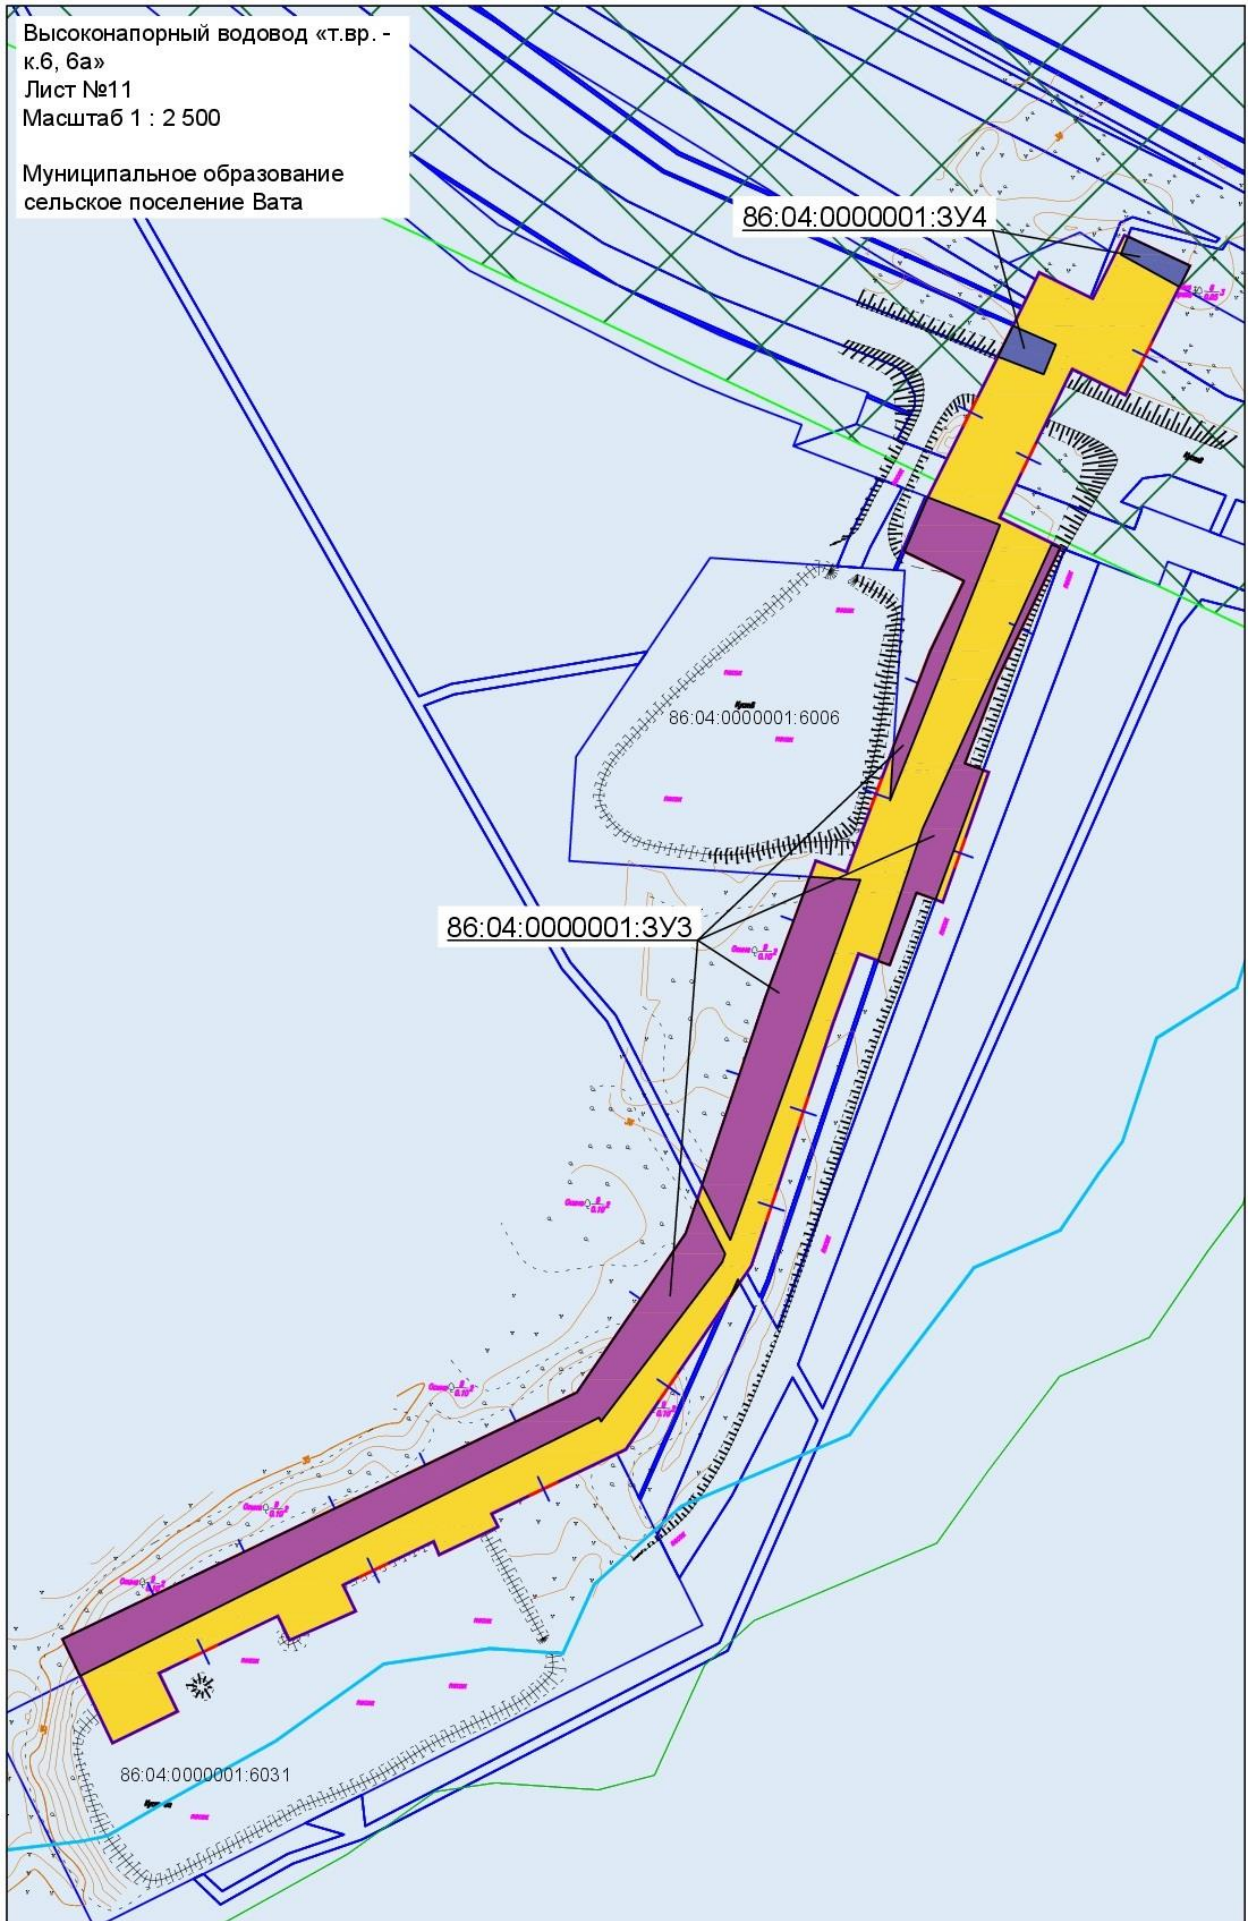 Высоконапорный водовод «т.вр. -
к.6, 6а»
Лист №11
Масштаб 1 : 2 500
Муниципальное образование
сельское поселение Вата
86:04:0000001:ЗУ4
86:04:0000001:6006
86:04:0000001:ЗУ3
86:04:0000001:6031